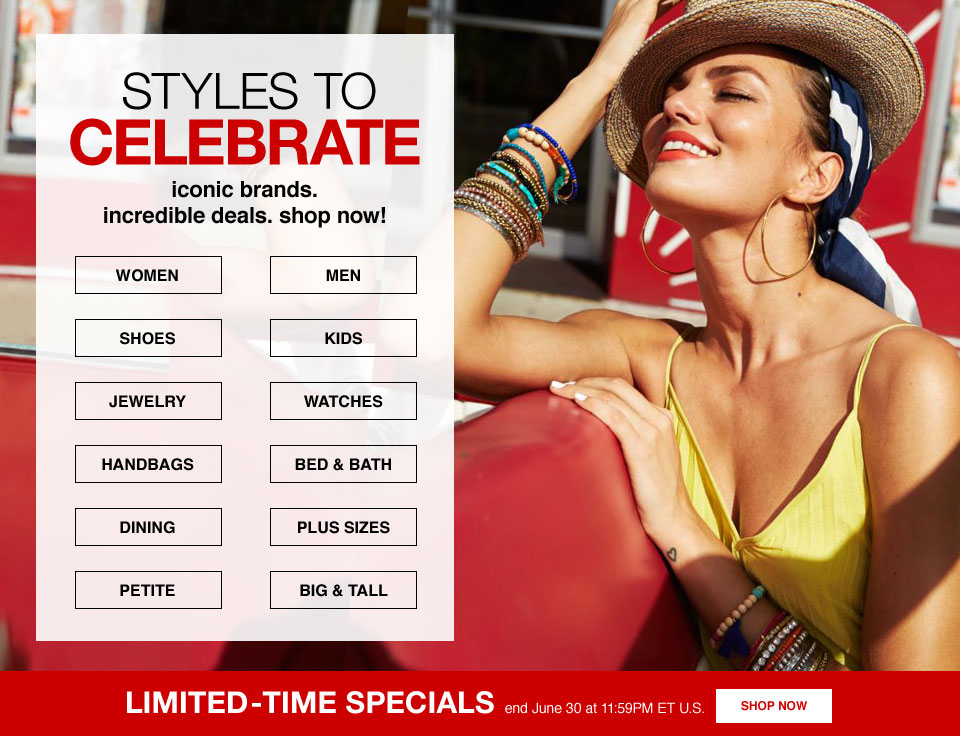 STYLES TO
CELEBRATE
iconic brands.
incredible deals. shop now!
WOMEN
MEN
SHOES
KIDS
JEWELRY
WATCHES
HANDBAGS
BED & BATH
DINING
PLUS SIZES
PETITE
BIG & TALL
LIMITED-TIME SPECIALS end June 30 at 11:59PM ET U.S. SHOP NOW